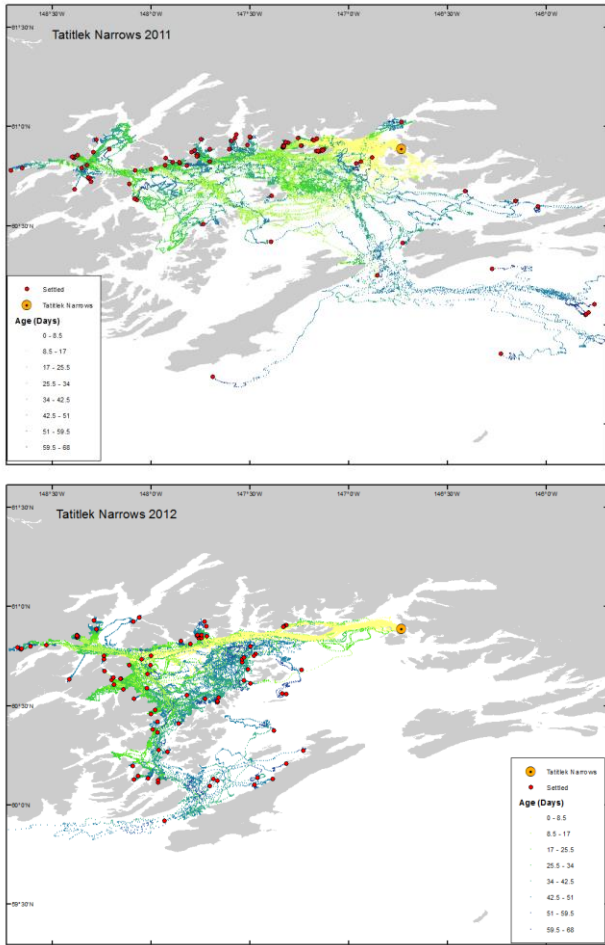 148°30'W 148°0'W 147°30'W 147°0'W 146°30'W 146°0'W
61°30'N
Tatitlek Narrows 2011
61°0'N
60°30'N
Settled
Tatitlek Narrows
Age (Days)
0 - 8.5
8.5 - 17
17 - 25.5
25.5 - 34
34 - 42.5
42.5 - 51
51 - 59.5
59.5 - 68
148°30'W 148°0'W 147°30'W 147°0'W 146°30'W 146°0'W
61°30'N
Tatitlek Narrows 2012
61°0'N
60°30'N
60°0'N
59°30'N
Tatitlek Narrows
Settled
Age (Days)
0 - 8.5
8.5 - 17
17 - 25.5
25.5 - 34
34 - 42.5
42.5 - 51
51 - 59.5
59.5 - 68